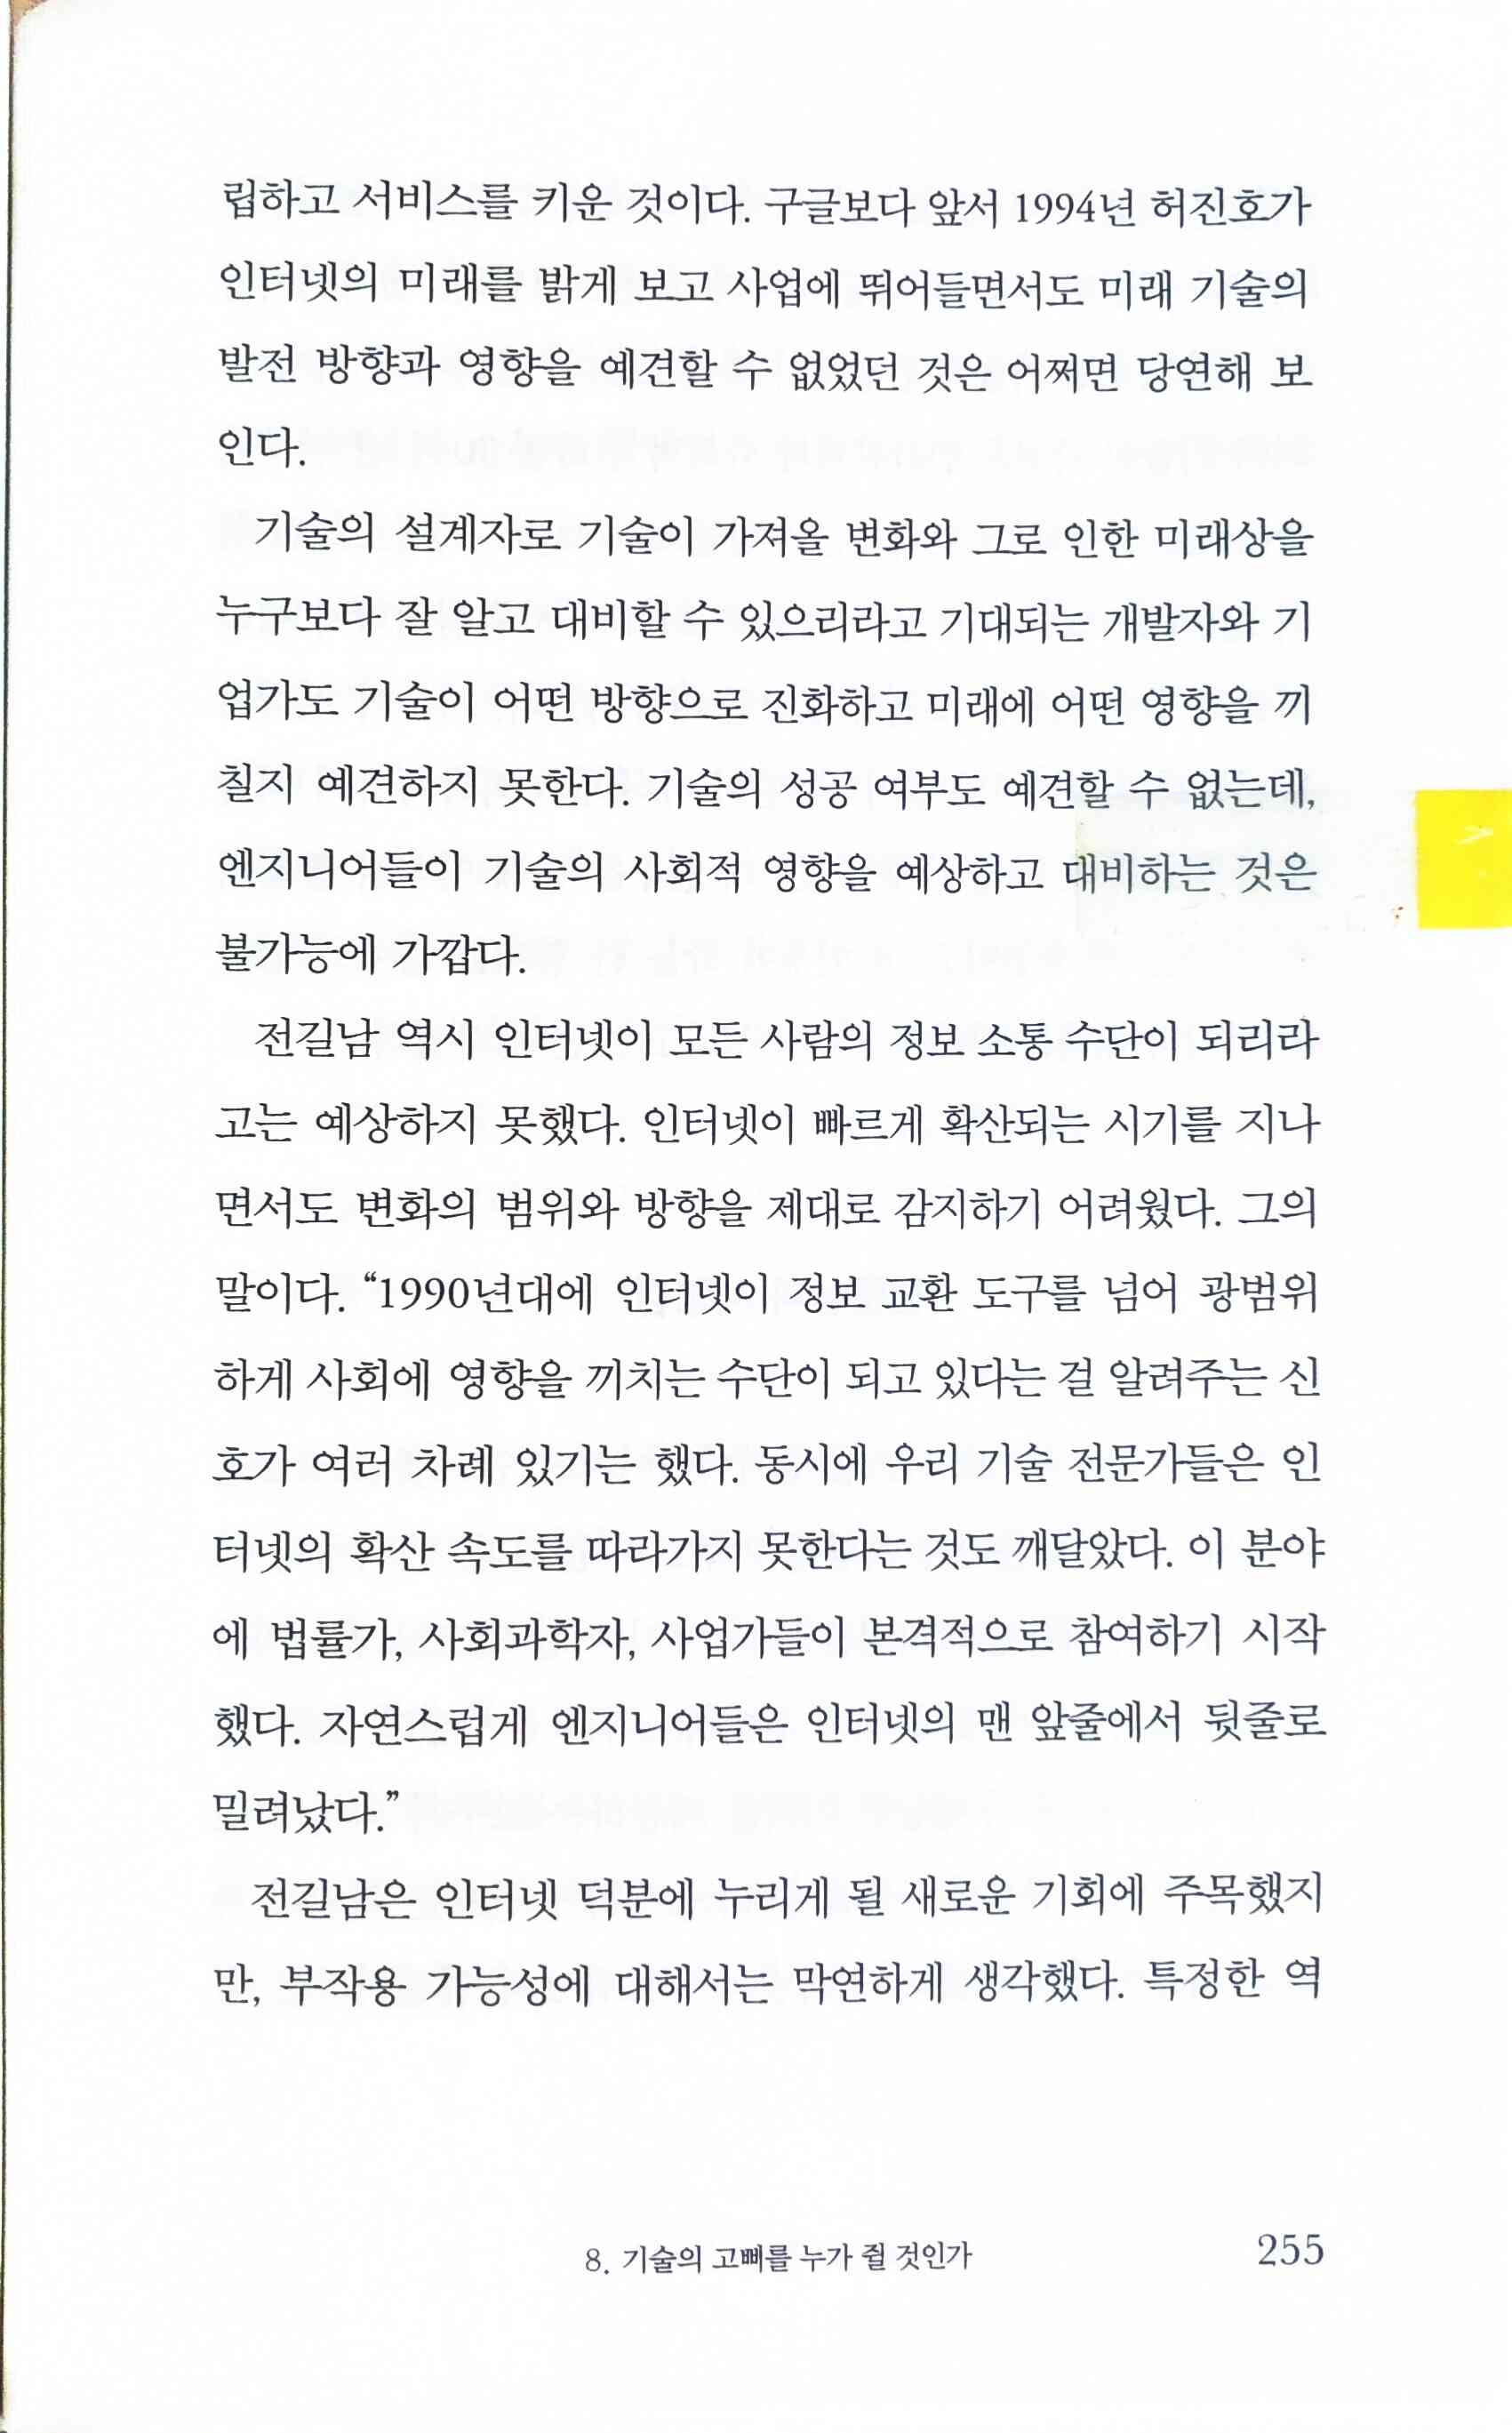 립하고 서비스를 키운 것이다. 구글보다 앞서 1994년 허진호가
인터넷의 미래를 밝게 보고 사업에 뛰어들면서도 미래 기술의
발전 방향과 영향을 예견할 수 없었던 것은 어쩌면 당연해 보
인다.
기술의 설계자로 기술이 가져올 변화와 그로 인한 미래상을
누구보다 잘 알고 대비할 수 있으리라고 기대되는 개발자와 기
업가도 기술이 어떤 방향으로 진화하고 미래에 어떤 영향을 끼
칠지 예견하지 못한다. 기술의 성공 여부도 예견할 수 없는데,
엔지니어들이 기술의 사회적 영향을 예상하고 대비하는 것은
불가능에 가깝다.
전길남 역시 인터넷이 모든 사람의 정보 소통 수단이 되리라
고는 예상하지 못했다. 인터넷이 빠르게 확산되는 시기를 지나
면서도 변화의 범위와 방향을 제대로 감지하기 어려웠다. 그의
말이다. “1990년대에 인터넷이 정보 교환 도구를 넘어 광범위
하게 사회에 영향을 끼치는 수단이 되고 있다는 걸 알려주는 신
호가 여러 차례 있기는 했다. 동시에 우리 기술 전문가들은 인
터넷의 확산 속도를 따라가지 못한다는 것도 깨달았다. 이 분야
에 법률가, 사회과학자, 사업가들이 본격적으로 참여하기 시작
했다. 자연스럽게 엔지니어들은 인터넷의 맨 앞줄에서 뒷줄로
밀려났다.”
전길남은 인터넷 덕분에 누리게 될 새로운 기회에 주목했지
만, 부작용 가능성에 대해서는 막연하게 생각했다. 특정한 역
8. 기술의 고삐를 누가 쥘 것인가
255